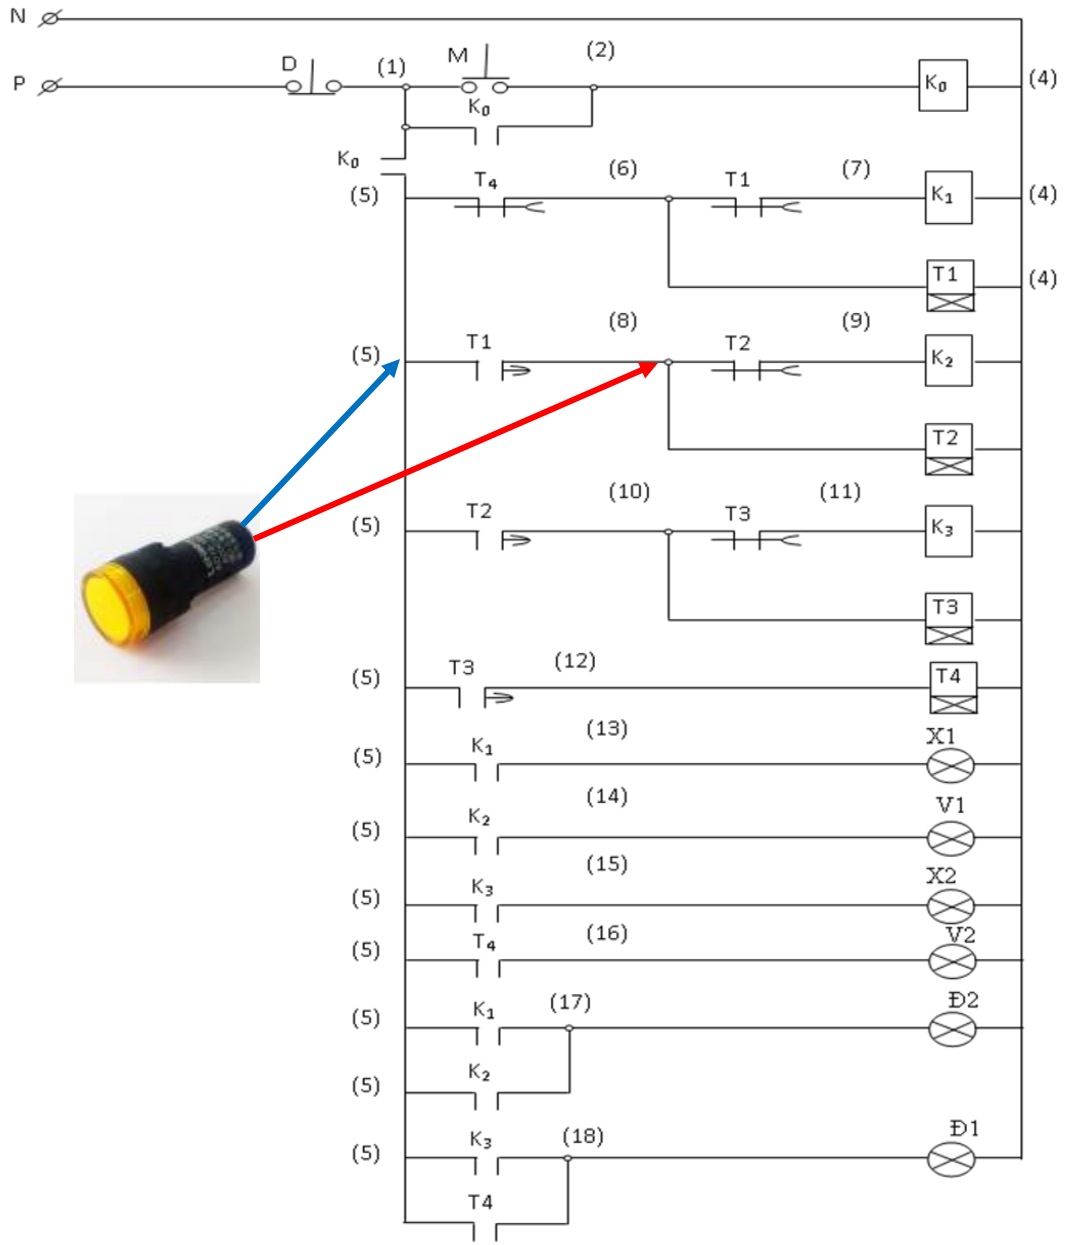 N
(2)
D (1) M
P K₀ (4)
K₀
K₀
(5) T₄ (6) T1 (7) K₁ (4)
T1 (4)
(8) (9)
(5) T1 T2 K₂
T2
(10) (11)
(5) T2 T3 K₃
T3
(12)
(5) T3 T4
(13) X1
(5) K₁
(14) V1
(5) K₂
(15) X2
(5) K₃
(16) V2
(5) T₄
(17) Đ2
(5) K₁
(5) K₂
(18) Đ1
(5) K₃
T4